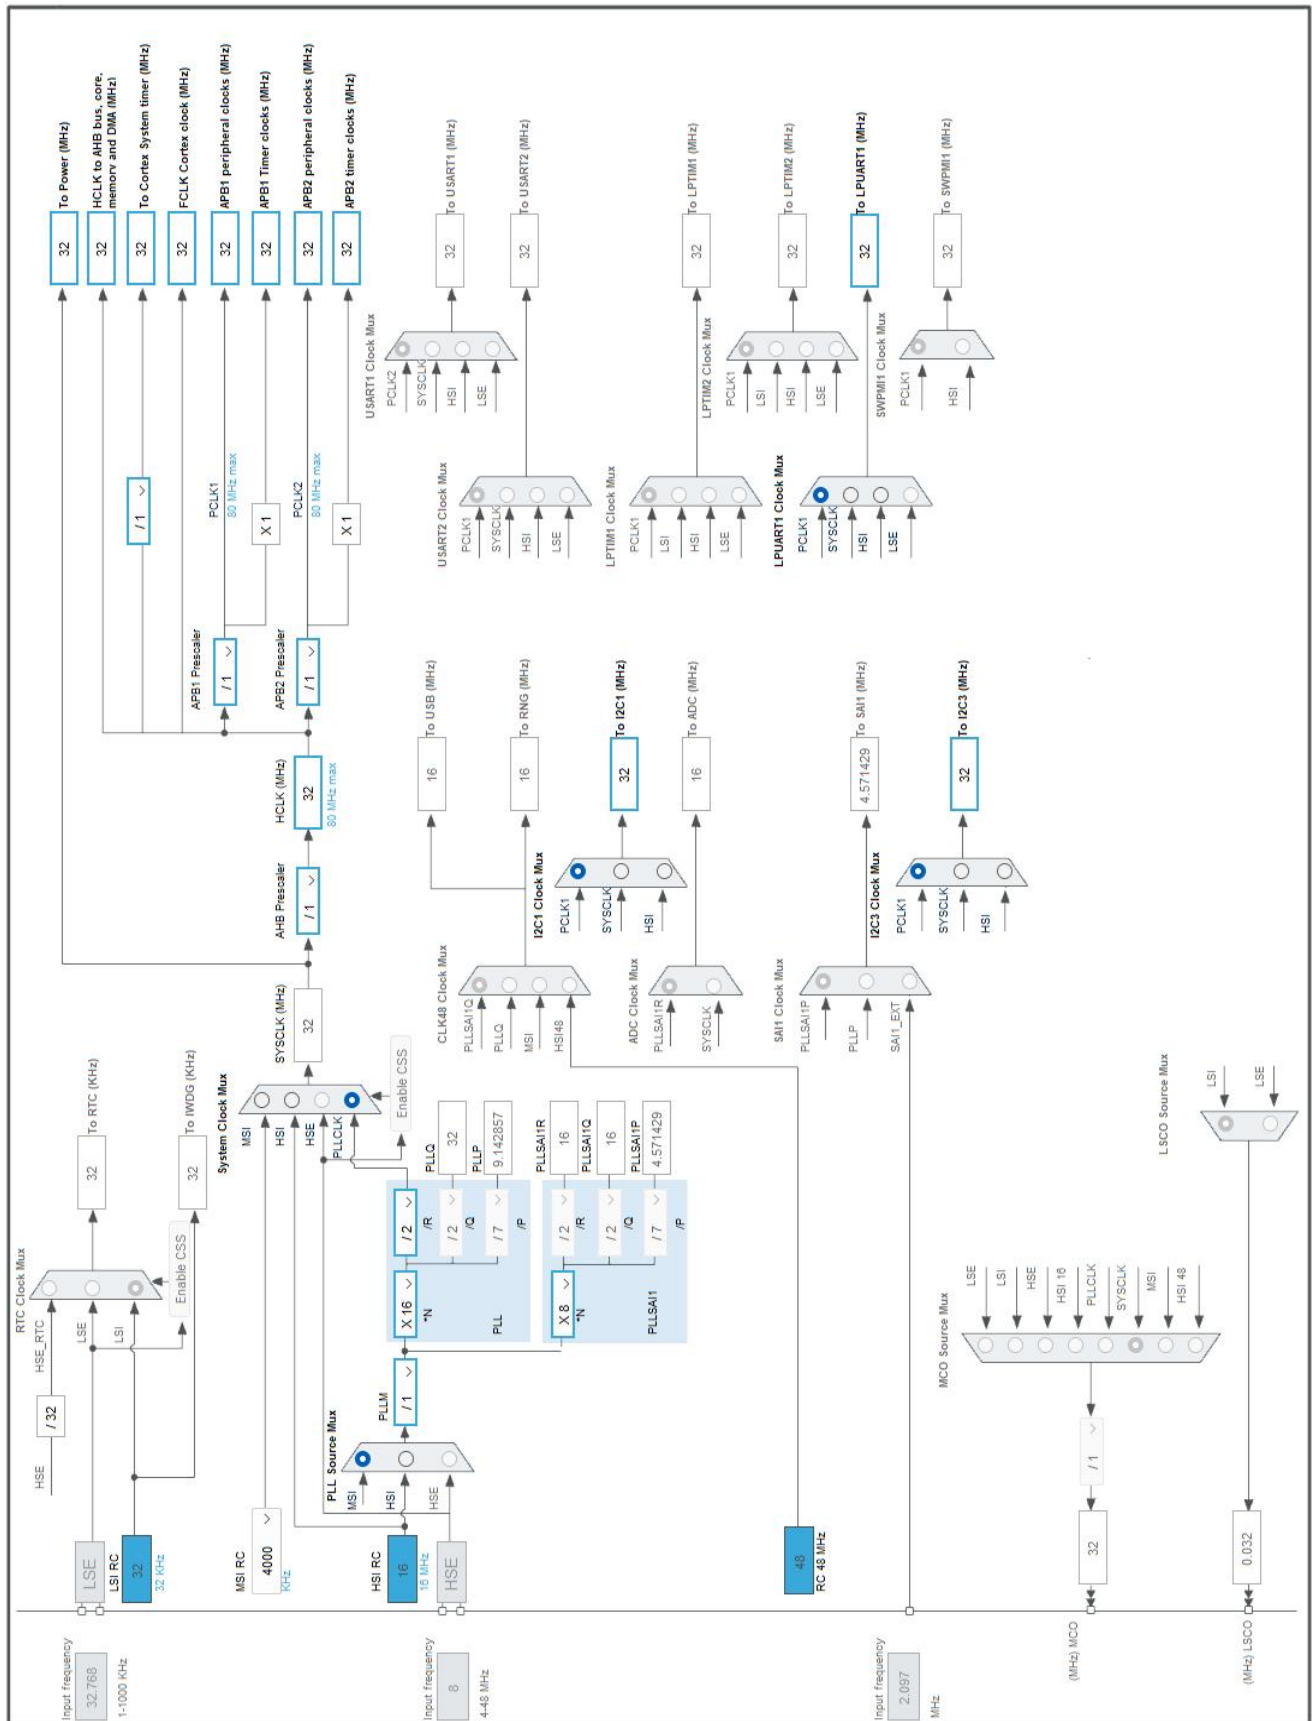 Input frequency
32.768
1-1000 KHz
LSE
LSI RC
32
32 KHz
HSE
/ 32
HSE_RTC
LSE
LSI
RTC Clock Mux
Enable CSS
32
To RTC (KHz)
32
To IWDG (KHz)
MSI RC
4000
KHz
HSI RC
16
16 MHz
Input frequency
8
4-48 MHz
HSE
PLL Source Mux
MSI
HSI
HSE
PLLM
/ 1
X 16
*N
PLL
/ 2
/R
/ 2
/Q
/ 7
/P
PLLQ
32
PLLP
9.142857
X 8
*N
PLLSAI1
/ 2
/R
/ 2
/Q
/ 7
/P
PLLSAI1R
16
PLLSAI1Q
16
PLLSAI1P
4.571429
System Clock Mux
MSI
HSI
HSE
PLLCLK
Enable CSS
SYSCLK (MHz)
32
AHB Prescaler
/ 1
HCLK (MHz)
32
80 MHz max
APB1 Prescaler
/ 1
APB2 Prescaler
/ 1
/ 1
PCLK1
80 MHz max
X 1
PCLK2
80 MHz max
X 1
32
To Power (MHz)
32
HCLK to AHB bus, core,
memory and DMA (MHz)
32
To Cortex System timer (MHz)
32
FCLK Cortex clock (MHz)
32
APB1 peripheral clocks (MHz)
32
APB1 Timer clocks (MHz)
32
APB2 peripheral clocks (MHz)
32
APB2 timer clocks (MHz)
RC 48 MHz
48
CLK48 Clock Mux
PLLSAI1Q
PLLQ
MSI
HSI48
16
To USB (MHz)
16
To RNG (MHz)
I2C1 Clock Mux
PCLK1
SYSCLK
HSI
32
To I2C1 (MHz)
ADC Clock Mux
PLLSAI1R
SYSCLK
16
To ADC (MHz)
SAI1 Clock Mux
PLLSAI1P
PLLP
SAI1_EXT
4.571429
To SAI1 (MHz)
I2C3 Clock Mux
PCLK1
SYSCLK
HSI
32
To I2C3 (MHz)
USART1 Clock Mux
PCLK2
SYSCLK
HSI
LSE
32
To USART1 (MHz)
USART2 Clock Mux
PCLK1
SYSCLK
HSI
LSE
32
To USART2 (MHz)
LPTIM1 Clock Mux
PCLK1
LSI
HSI
LSE
32
To LPTIM1 (MHz)
LPTIM2 Clock Mux
PCLK1
LSI
HSI
LSE
32
To LPTIM2 (MHz)
LPUART1 Clock Mux
PCLK1
SYSCLK
HSI
LSE
32
To LPUART1 (MHz)
SWPMI1 Clock Mux
PCLK1
HSI
32
To SWPMI1 (MHz)
Input frequency
2.097
MHz
MCO Source Mux
LSE
LSI
HSE
HSI 16
PLLCLK
SYSCLK
MSI
HSI 48
/ 1
32
(MHz) MCO
LSCO Source Mux
LSI
LSE
0.032
(MHz) LSCO